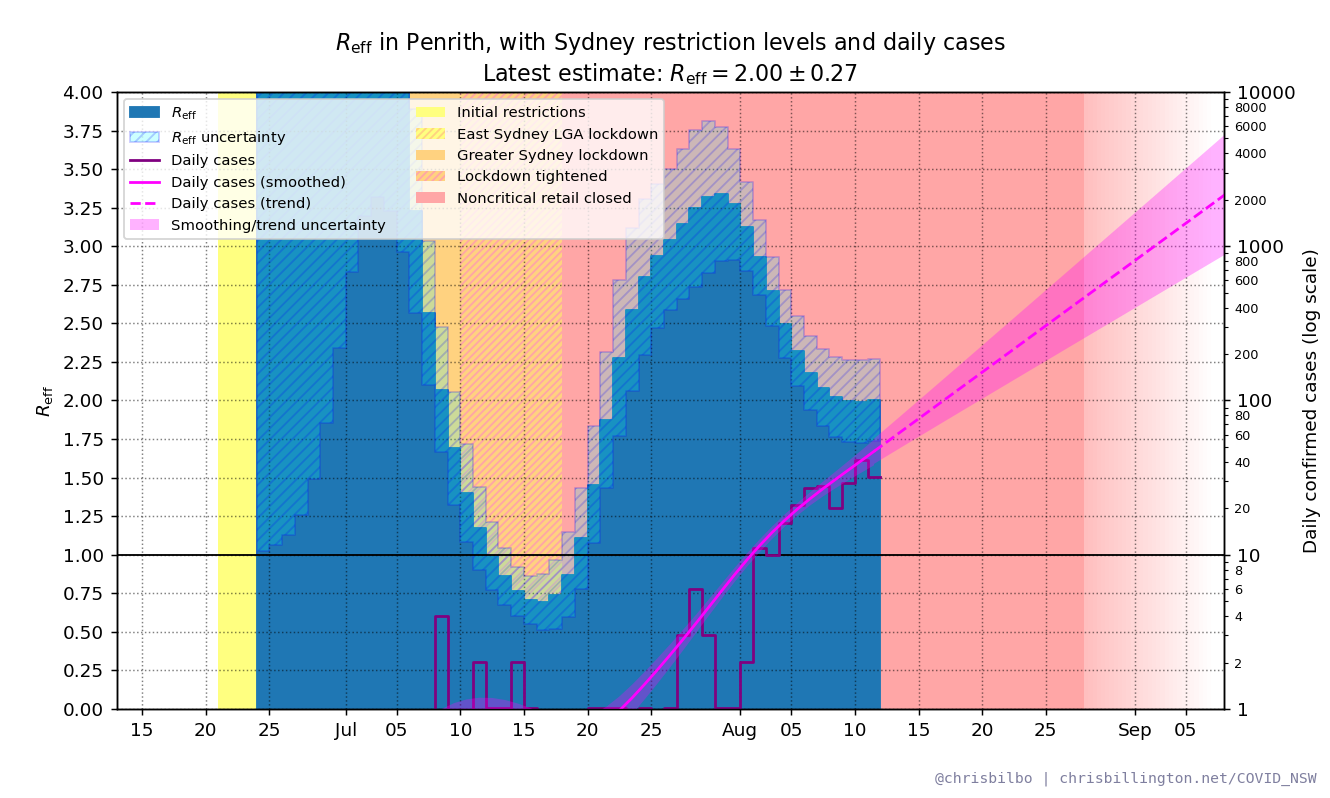 Reff in Penrith, with Sydney restriction levels and daily cases
Latest estimate: Reff = 2.00 ± 0.27
Reff
Reff uncertainty
Daily cases
Daily cases (smoothed)
Daily cases (trend)
Smoothing/trend uncertainty
Initial restrictions
East Sydney LGA lockdown
Greater Sydney lockdown
Lockdown tightened
Noncritical retail closed
4.00
3.75
3.50
3.25
3.00
2.75
2.50
2.25
2.00
1.75
1.50
1.25
1.00
0.75
0.50
0.25
0.00
Reff
10000
8000
6000
4000
2000
1000
800
600
400
200
100
80
60
40
20
10
8
6
4
2
1
Daily confirmed cases (log scale)
15 20 25 Jul 05 10 15 20 25 Aug 05 10 15 20 25 Sep 05
@chrisbilbo | chrisbillington.net/COVID_NSW